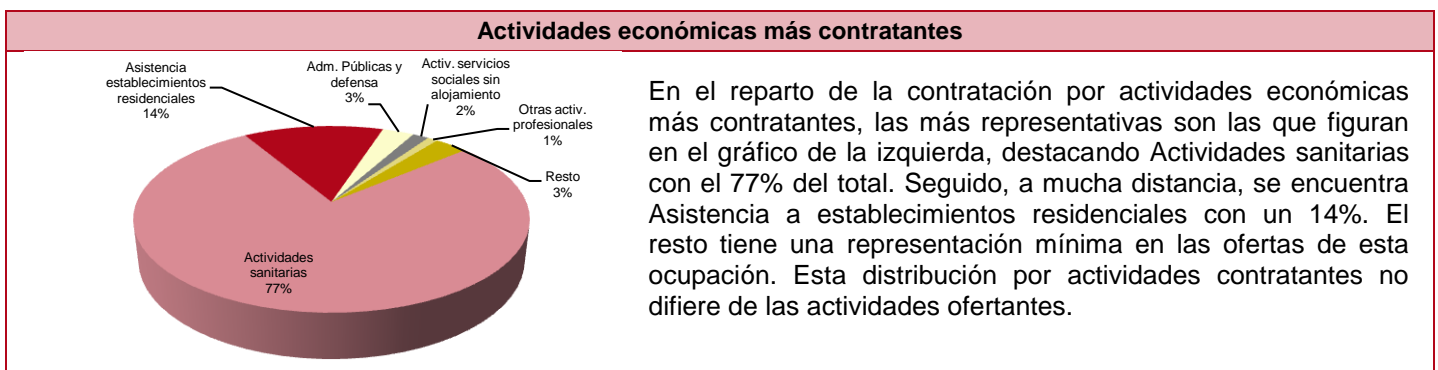 Actividades económicas más contratantes
Asistencia
establecimientos
residenciales
14%
Adm. Públicas y
defensa
3%
Activ. servicios
sociales sin
alojamiento
2%
Otras activ.
profesionales
1%
Resto
3%
Actividades
sanitarias
77%
En el reparto de la contratación por actividades económicas
más contratantes, las más representativas son las que figuran
en el gráfico de la izquierda, destacando Actividades sanitarias
con el 77% del total. Seguido, a mucha distancia, se encuentra
Asistencia a establecimientos residenciales con un 14%. El
resto tiene una representación mínima en las ofertas de esta
ocupación. Esta distribución por actividades contratantes no
difiere de las actividades ofertantes.